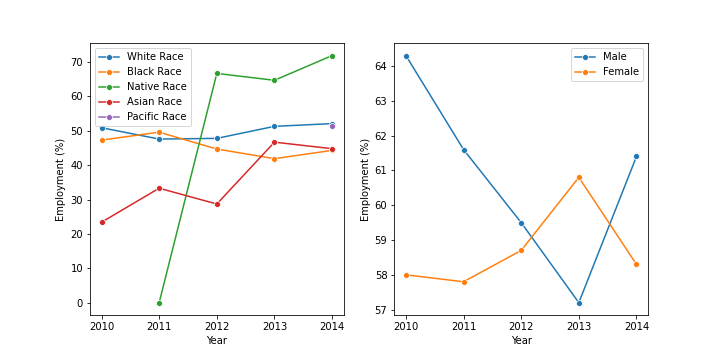 White Race
Black Race
Native Race
Asian Race
Pacific Race
70
60
50
40
30
20
10
0
Employment (%)
2010 2011 2012 2013 2014
Year
Male
Female
64
63
62
61
60
59
58
57
Employment (%)
2010 2011 2012 2013 2014
Year